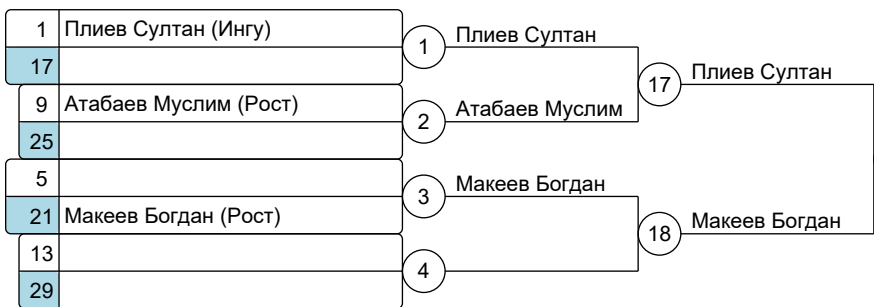 1 Плиев Султан (Ингу)
17
1 Плиев Султан
9 Атабаев Муслим (Рост)
25
2 Атабаев Муслим
17 Плиев Султан
5
21 Макеев Богдан (Рост)
3 Макеев Богдан
13
29
4
18 Макеев Богдан